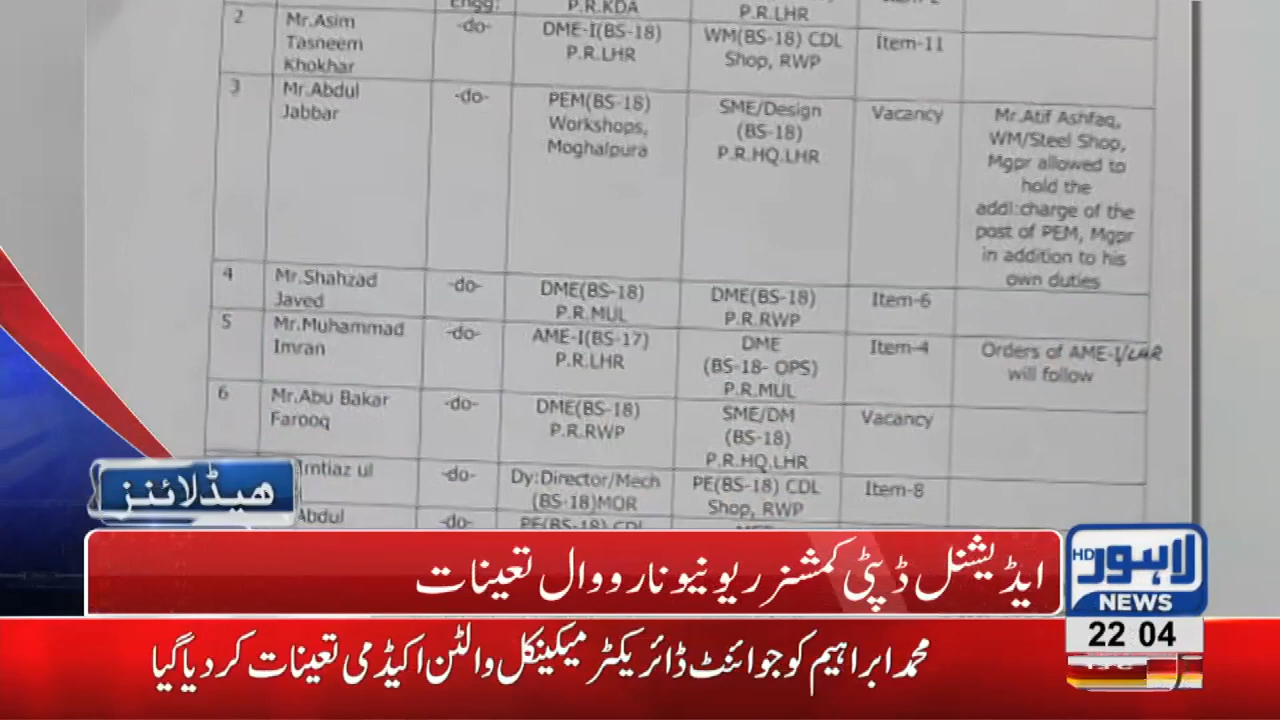 Engg:
P.R.KDA
P.R.LHR
2
Mr.Asim
Tasneem
Khokhar
-do-
DME-I(BS-18)
P.R.LHR
WM(BS-18) CDL
Shop, RWP
Item-11
3
Mr.Abdul
Jabbar
-do-
PEM(BS-18)
Workshops,
Moghalpura
SME/Design
(BS-18)
P.R.HQ.LHR
Vacancy
Mr.Atif Ashfaq,
WM/Steel Shop,
Mgpr allowed to
hold the
addl:charge of the
post of PEM, Mgpr
in addition to his
own duties
4
Mr.Shahzad
Javed
-do-
DME(BS-18)
P.R.MUL
DME(BS-18)
P.R.RWP
Item-6
5
Mr.Muhammad
Imran
-do-
AME-I(BS-17)
P.R.LHR
DME
(BS-18- OPS)
P.R.MUL
Item-4
Orders of AME-I/LHR
will follow
6
Mr.Abu Bakar
Farooq
-do-
DME(BS-18)
P.R.RWP
SME/DM
(BS-18)
P.R.HQ.LHR
Vacancy
Imtiaz ul
-do-
Dy:Director/Mech
(BS-18)MOR
PE(BS-18) CDL
Shop, RWP
Item-8
Abdul
-do-
PE(BS-18) CDL
ہیڈلائنز
ایڈیشنل ڈپٹی کمشنر ریونیو نارووال تعینات
محمد ابراہیم کو جوائنٹ ڈائریکٹر میکینکل والٹن اکیڈمی تعینات کر دیا گیا
لاہور
HD
NEWS
22 04